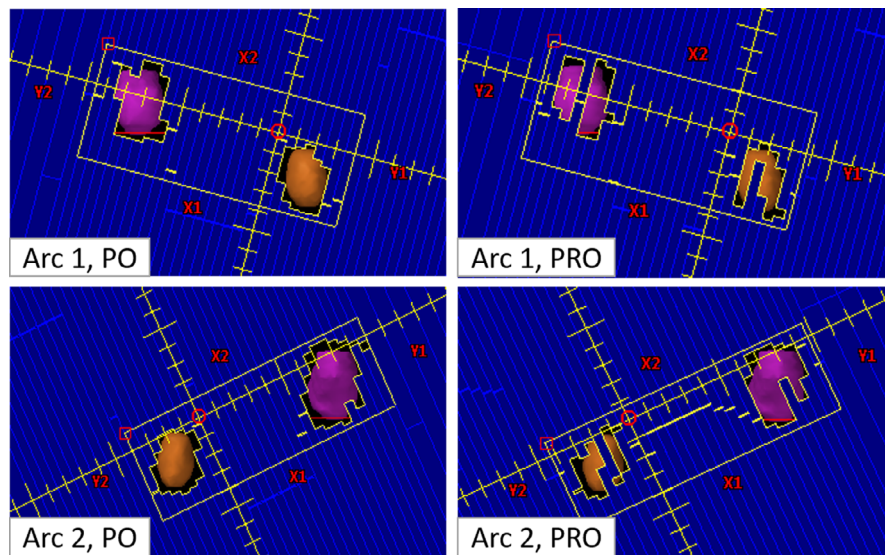 X2
Y2
Y1
X1
Arc 1, PO
X2
Y2
Y1
X1
Arc 1, PRO
X2
Y1
Y2
X1
Arc 2, PO
X2
Y1
Y2
X1
Arc 2, PRO